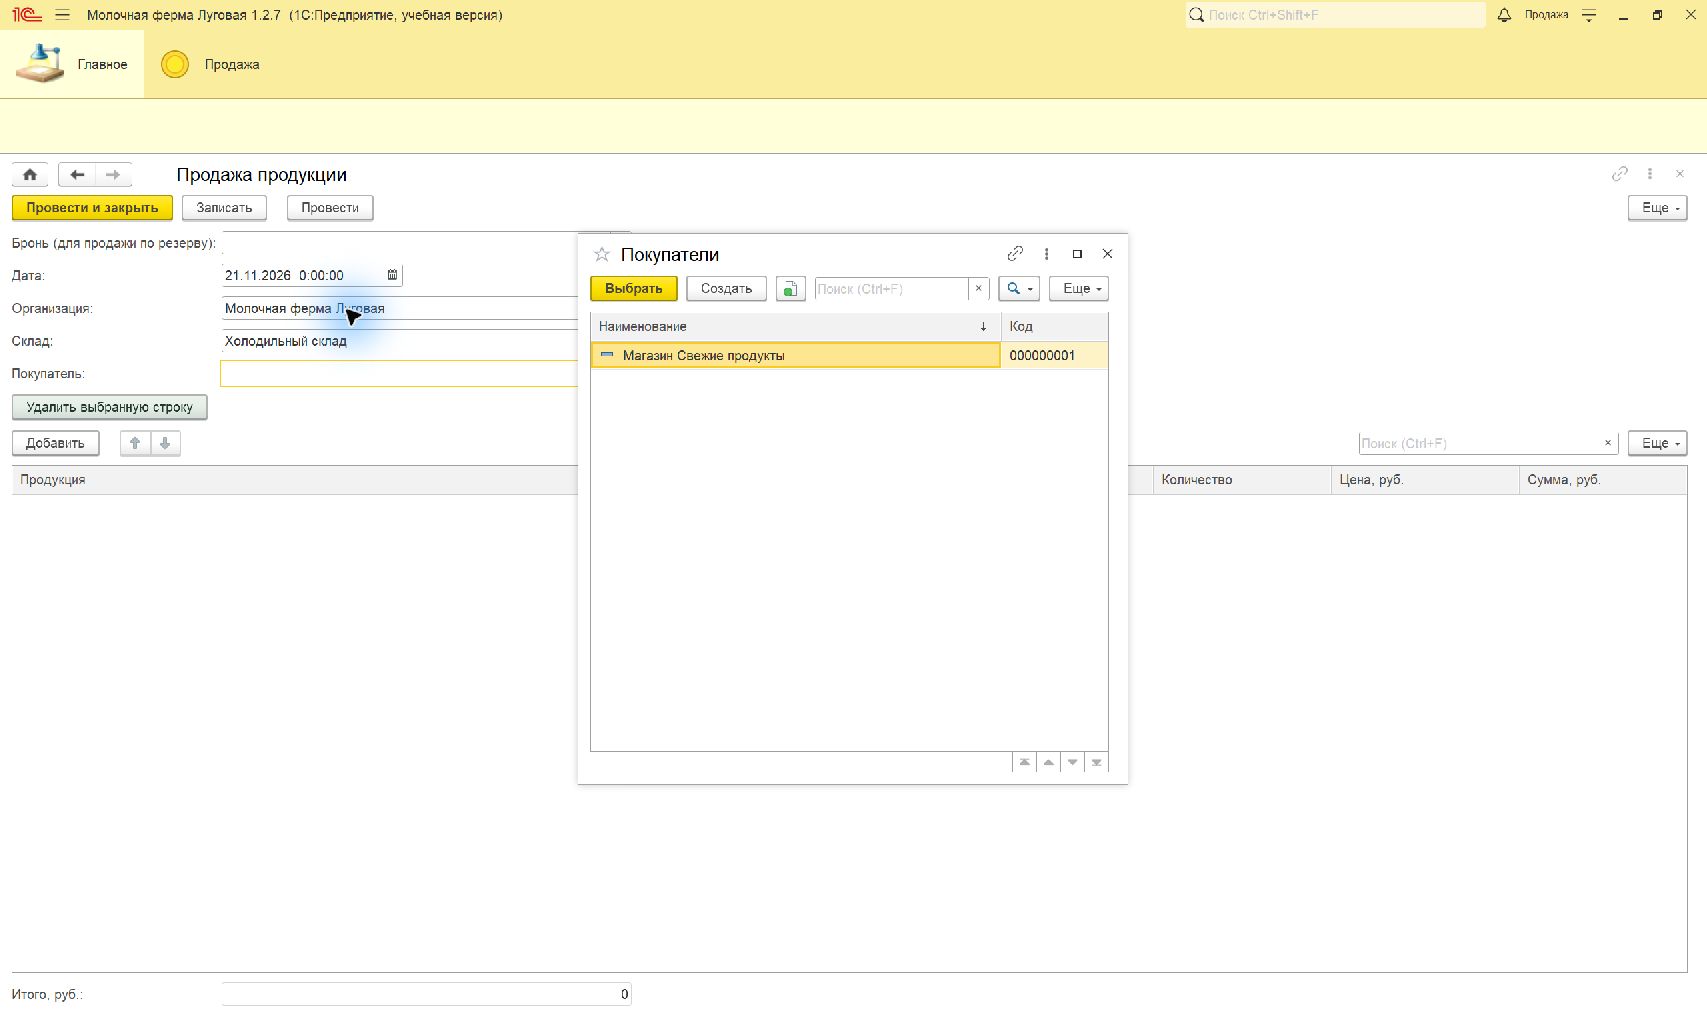 1С Молочная ферма Луговая 1.2.7 (1С:Предприятие, учебная версия) Поиск Ctrl+Shift+F Продажа
Главное Продажа
Продажа продукции
Провести и закрыть Записать Провести Еще
Бронь (для продажи по резерву):
Дата: 21.11.2026 0:00:00
Организация: Молочная ферма Луговая
Склад: Холодильный склад
Покупатель:
Удалить выбранную строку
Добавить Поиск (Ctrl+F) × Еще
Продукция Количество Цена, руб. Сумма, руб.
Покупатели
Выбрать Создать Поиск (Ctrl+F) × Еще
Наименование ↓ Код
Магазин Свежие продукты 000000001
Итого, руб.: 0